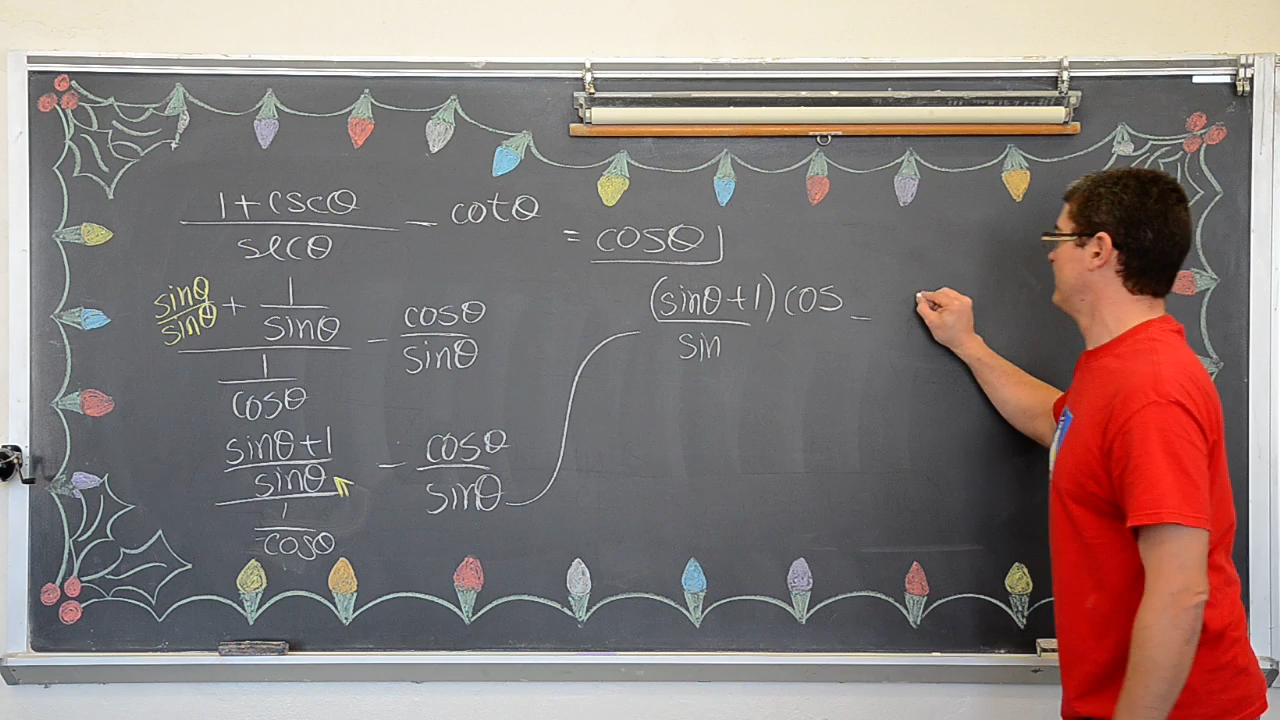 1 + cscθ
secθ
− cotθ = cosθ
sinθ
sinθ
+
1
sinθ
1
cosθ
−
cosθ
sinθ
sinθ + 1
sinθ
1
cosθ
−
cosθ
sinθ
(sinθ + 1) cos −
sin